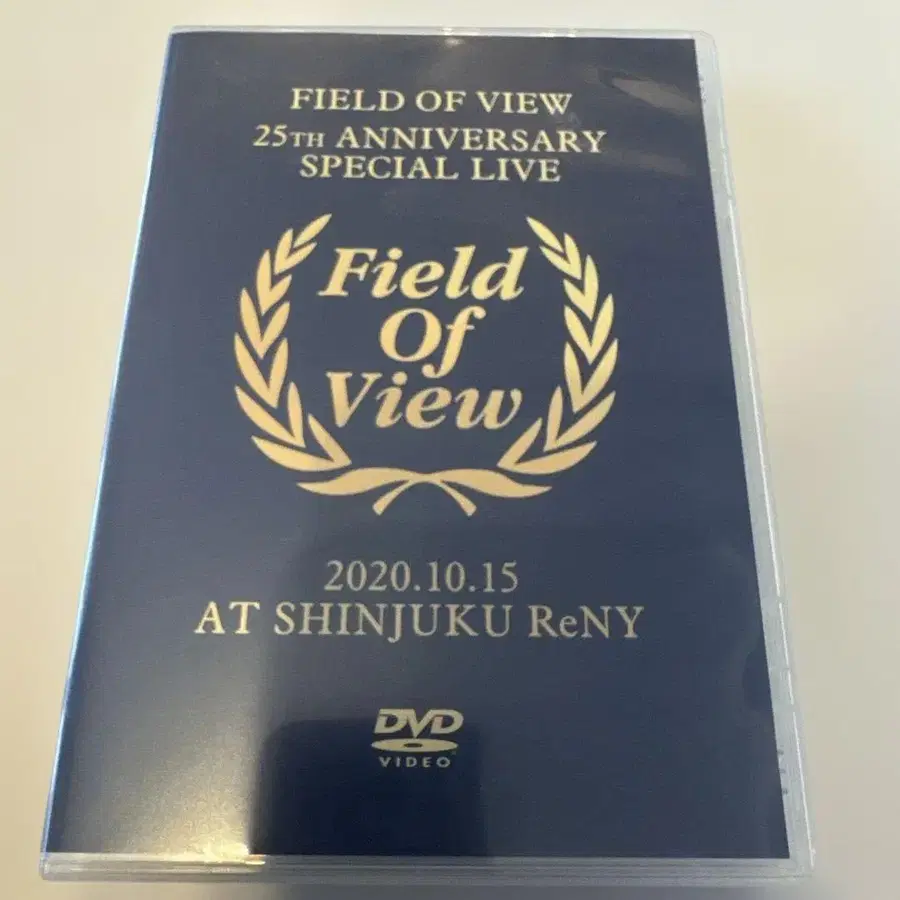 FIELD OF VIEW
25TH ANNIVERSARY
SPECIAL LIVE
Field
Of
View
2020.10.15
AT SHINJUKU ReNY
DVD
VIDEO